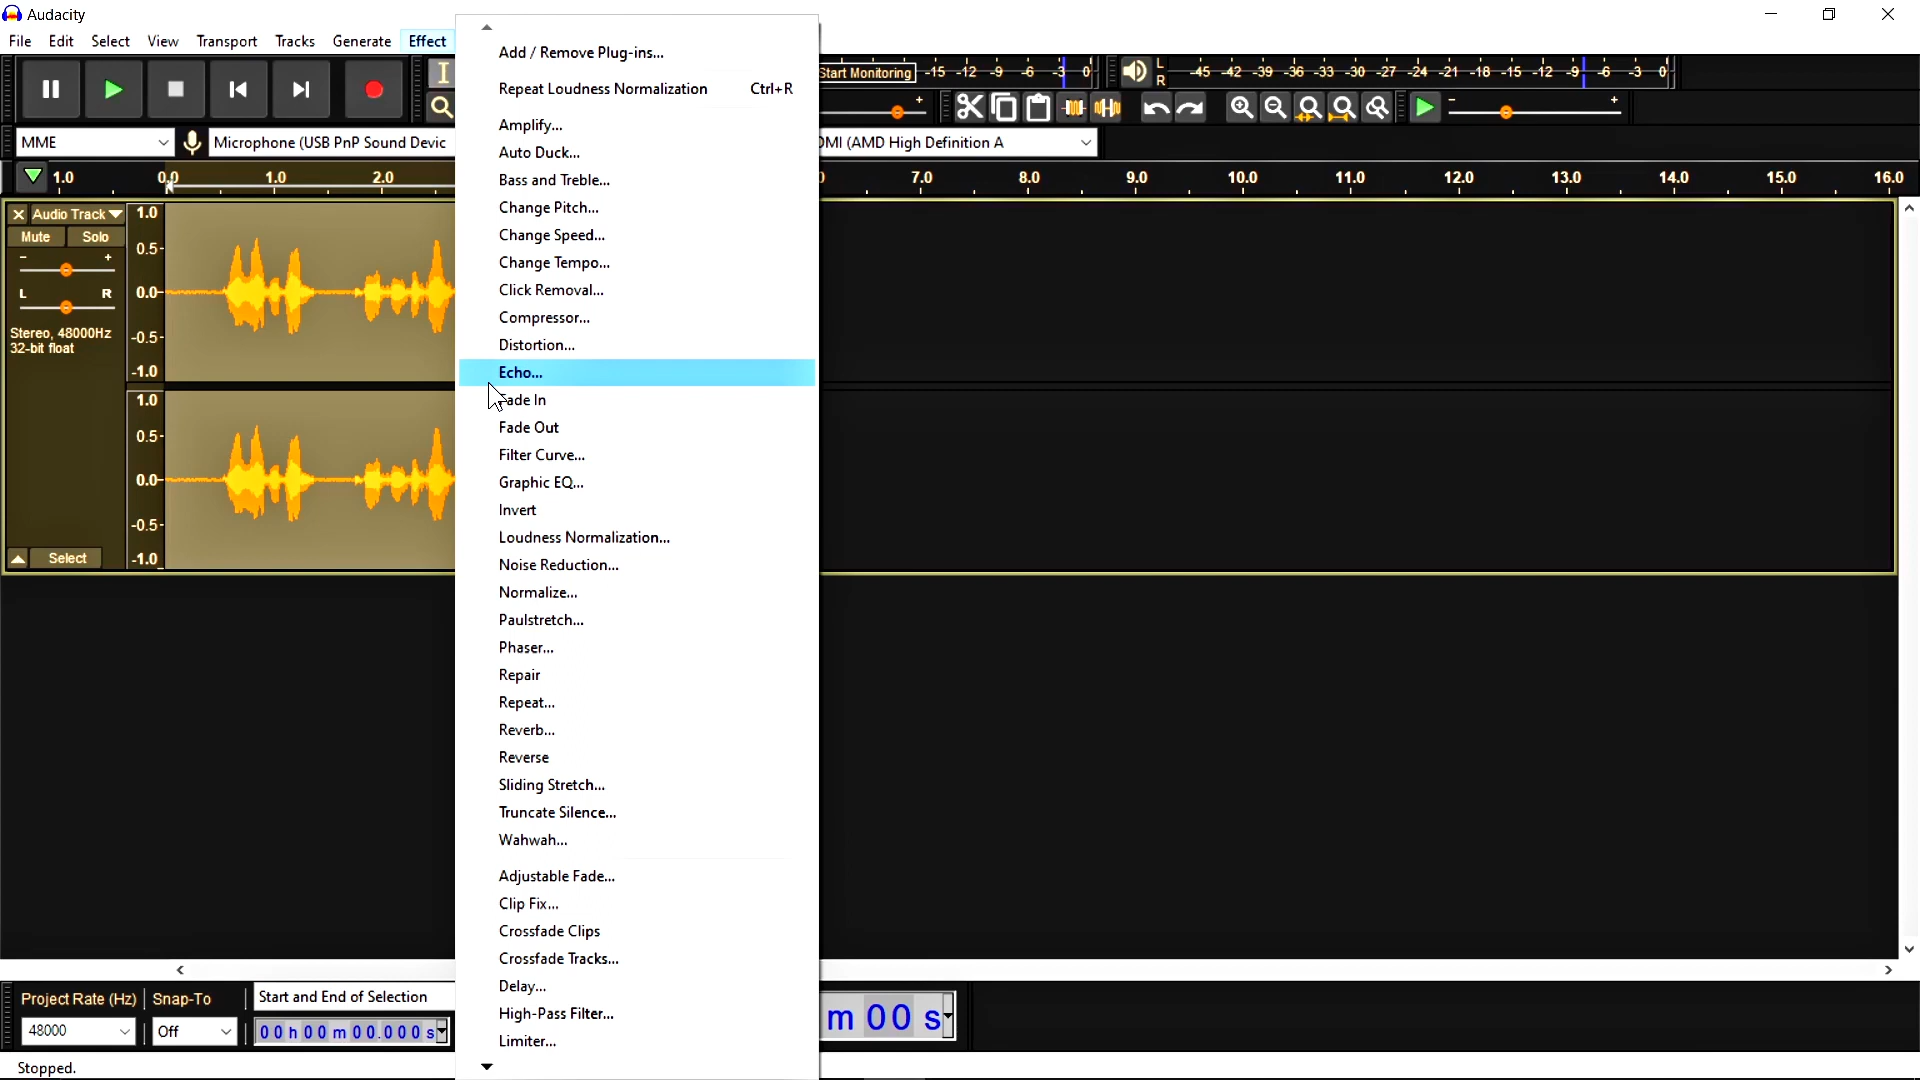 Audacity
File Edit Select View Transport Tracks Generate Effect
Add / Remove Plug-ins...
Repeat Loudness Normalization Ctrl+R
Amplify...
Auto Duck...
Bass and Treble...
Change Pitch...
Change Speed...
Change Tempo...
Click Removal...
Compressor...
Distortion...
Echo...
Fade In
Fade Out
Filter Curve...
Graphic EQ...
Invert
Loudness Normalization...
Noise Reduction...
Normalize...
Paulstretch...
Phaser...
Repair
Repeat...
Reverb...
Reverse
Sliding Stretch...
Truncate Silence...
Wahwah...
Adjustable Fade...
Clip Fix...
Crossfade Clips
Crossfade Tracks...
Delay...
High-Pass Filter...
Limiter...
Start Monitoring -15 -12 -9 -6 -3 0
L
R
-45 -42 -39 -36 -33 -30 -27 -24 -21 -18 -15 -12 -9 -6 -3 0
MME
Microphone (USB PnP Sound Devic
DMI (AMD High Definition A
1.0 0.0 1.0 2.0 7.0 8.0 9.0 10.0 11.0 12.0 13.0 14.0 15.0 16.0
Audio Track
Mute Solo
- +
L R
Stereo, 48000Hz
32-bit float
Select
1.0
0.5-
0.0-
-0.5-
-1.0
1.0
0.5-
0.0-
-0.5-
-1.0
Project Rate (Hz) Snap-To Start and End of Selection
48000 Off 00 h 00 m 00.000 s
m 00 s
Stopped.